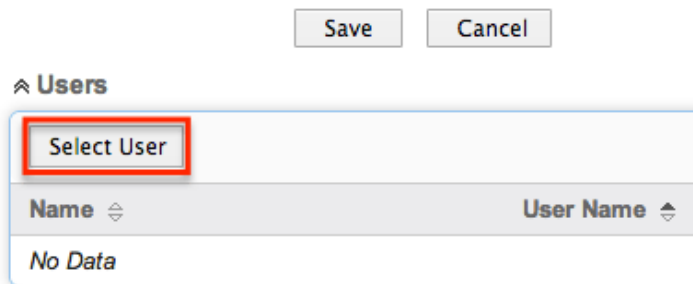 Save Cancel
Users
Select User
Name User Name
No Data